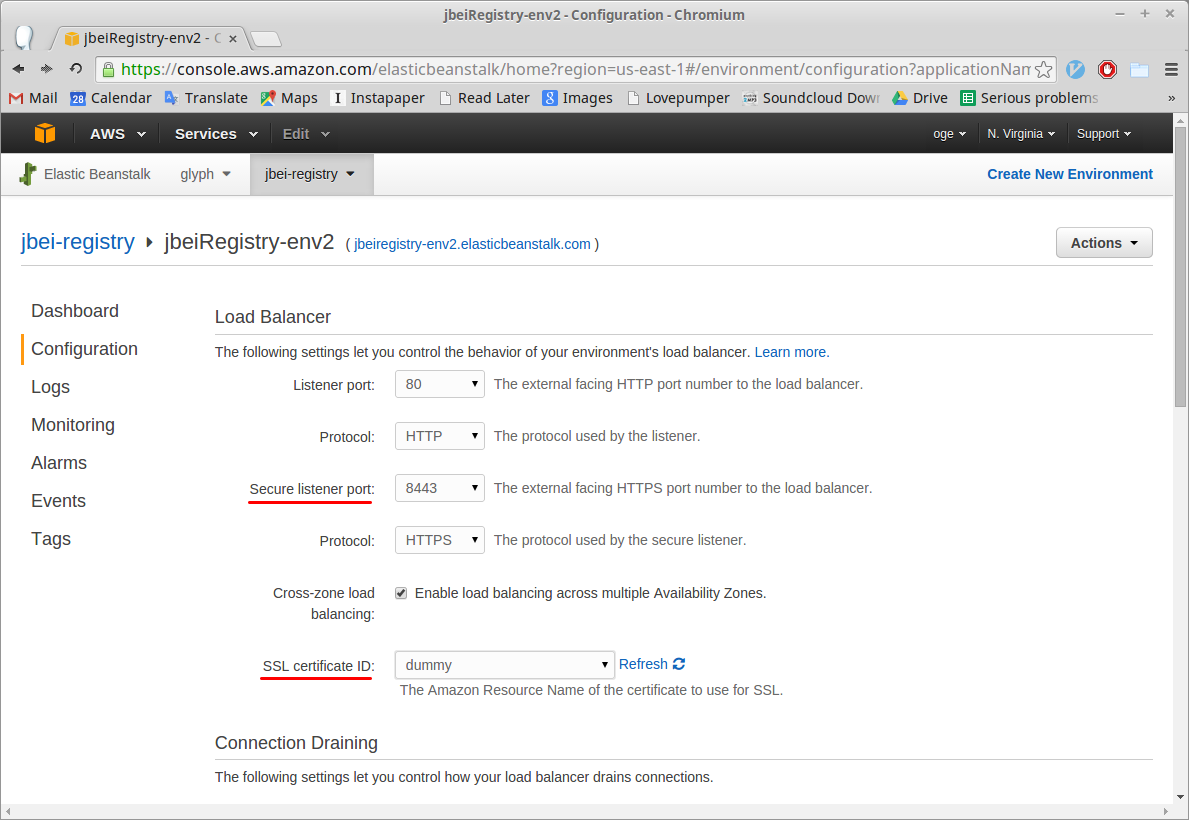 jbeiRegistry-env2 - Configuration - Chromium
jbeiRegistry-env2 - C
https://console.aws.amazon.com/elasticbeanstalk/home?region=us-east-1#/environment/configuration?applicationNam
Mail 28 Calendar Translate Maps I Instapaper Read Later 8 Images Lovepumper Soundcloud Down Drive Serious problems »
AWS Services Edit oge N. Virginia Support
Elastic Beanstalk glyph jbei-registry Create New Environment
jbei-registry jbeiRegistry-env2 ( jbeiregistry-env2.elasticbeanstalk.com ) Actions
Dashboard
Configuration
Logs
Monitoring
Alarms
Events
Tags
Load Balancer
The following settings let you control the behavior of your environment's load balancer. Learn more.
Listener port: 80 The external facing HTTP port number to the load balancer.
Protocol: HTTP The protocol used by the listener.
Secure listener port: 8443 The external facing HTTPS port number to the load balancer.
Protocol: HTTPS The protocol used by the secure listener.
Cross-zone load
balancing:
Enable load balancing across multiple Availability Zones.
SSL certificate ID: dummy Refresh
The Amazon Resource Name of the certificate to use for SSL.
Connection Draining
The following settings let you control how your load balancer drains connections.